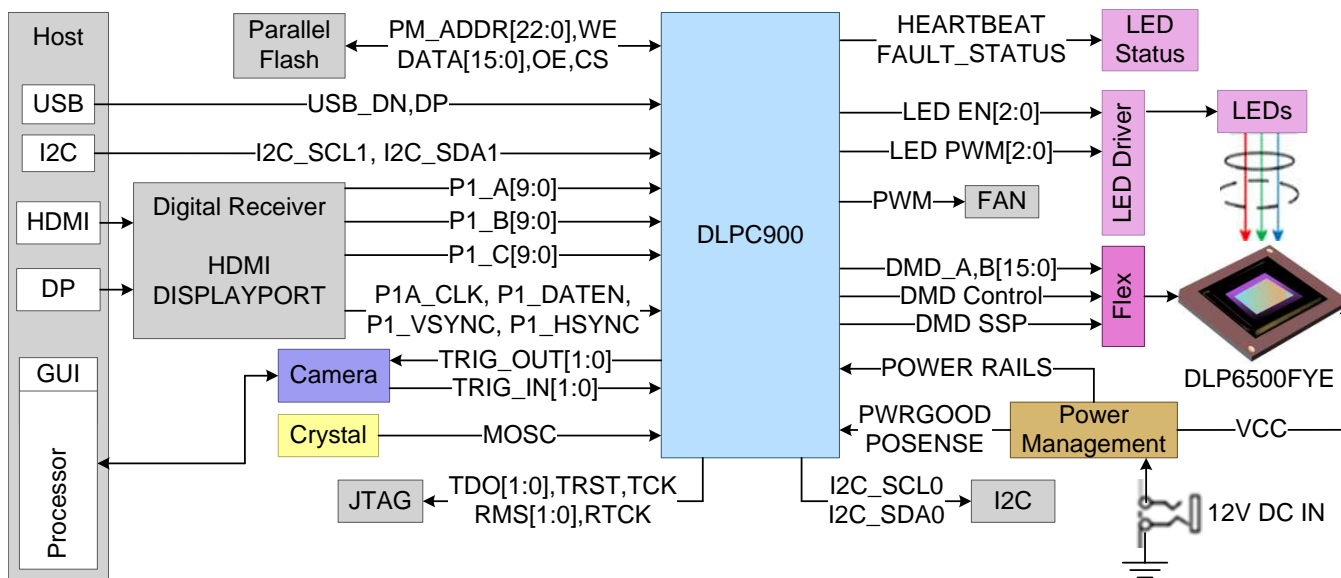 Host
USB
I2C
HDMI
DP
GUI
Processor
Parallel
Flash
PM_ADDR[22:0],WE
DATA[15:0],OE,CS
USB_DN,DP
I2C_SCL1, I2C_SDA1
Digital Receiver
HDMI
DISPLAYPORT
P1_A[9:0]
P1_B[9:0]
P1_C[9:0]
P1A_CLK, P1_DATEN,
P1_VSYNC, P1_HSYNC
Camera
TRIG_OUT[1:0]
TRIG_IN[1:0]
Crystal
MOSC
JTAG
TDO[1:0],TRST,TCK
RMS[1:0],RTCK
DLPC900
HEARTBEAT
FAULT_STATUS
LED
Status
LED EN[2:0]
LED PWM[2:0]
LED Driver
LEDs
PWM
FAN
DMD_A,B[15:0]
DMD Control
DMD SSP
Flex
DLP6500FYE
POWER RAILS
PWRGOOD
POSENSE
Power
Management
VCC
I2C_SCL0
I2C_SDA0
I2C
12V DC IN